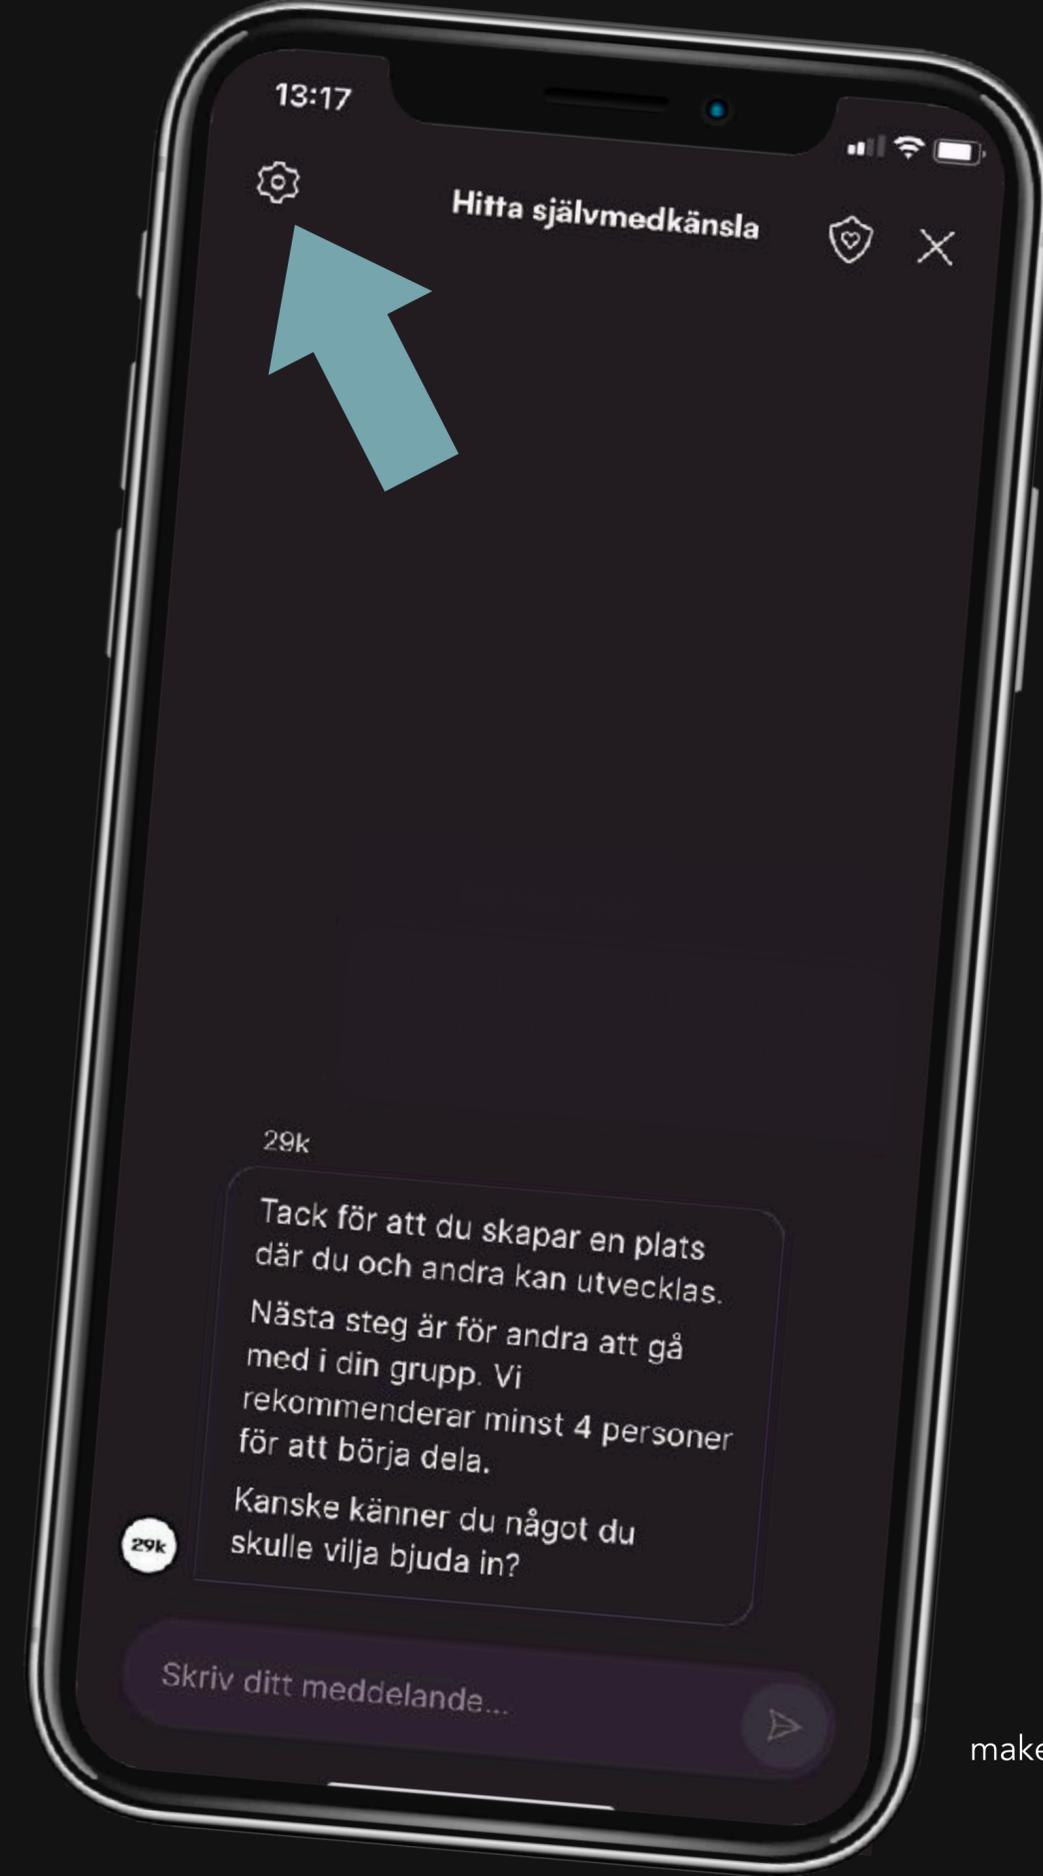 13:17
Hitta självmedkänsla
29k
Tack för att du skapar en plats
där du och andra kan utvecklas.
Nästa steg är för andra att gå
med i din grupp. Vi
rekommenderar minst 4 personer
för att börja dela.
Kanske känner du något du
skulle vilja bjuda in?
29k
Skriv ditt meddelande...
make